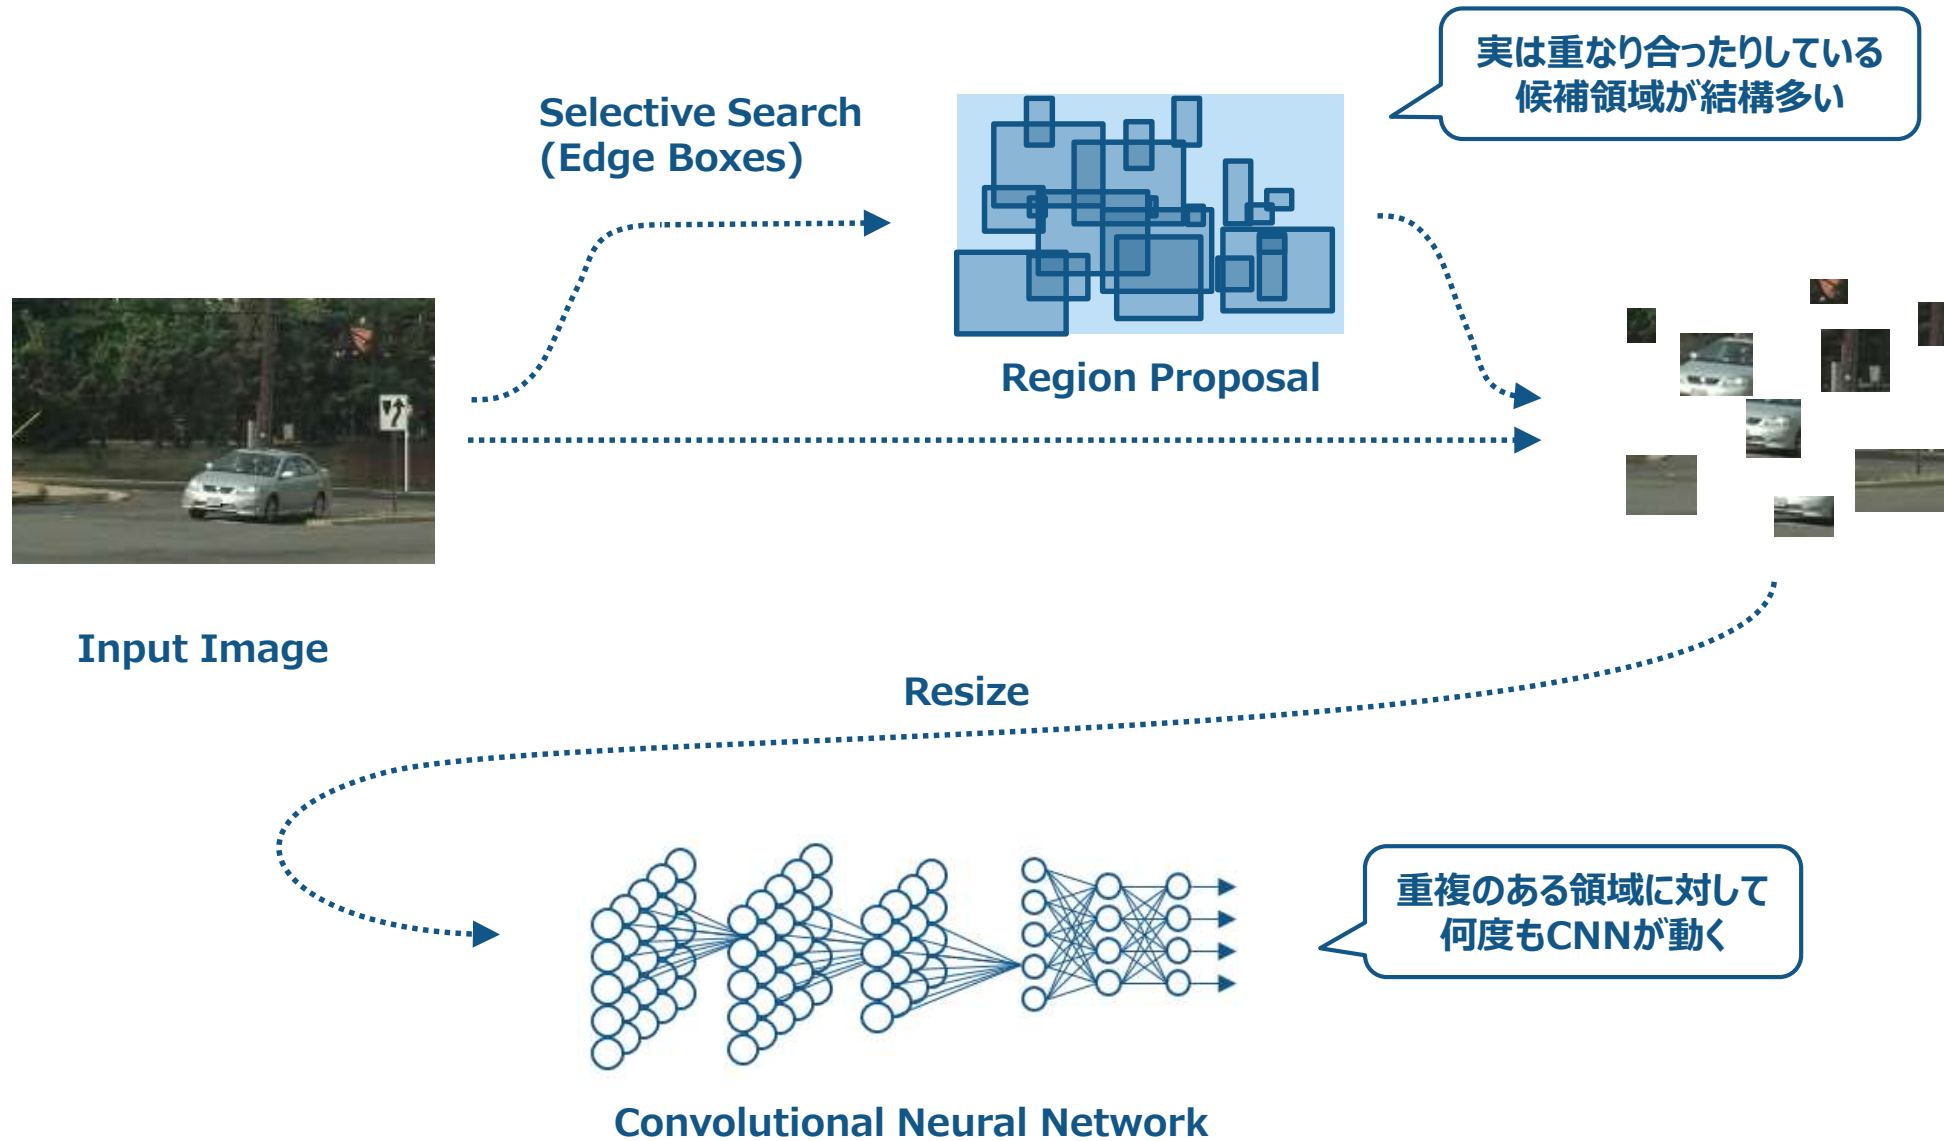 実は重なり合ったりしている
候補領域が結構多い
Selective Search
(Edge Boxes)
Region Proposal
Input Image
Resize
重複のある領域に対して
何度もCNNが動く
Convolutional Neural Network